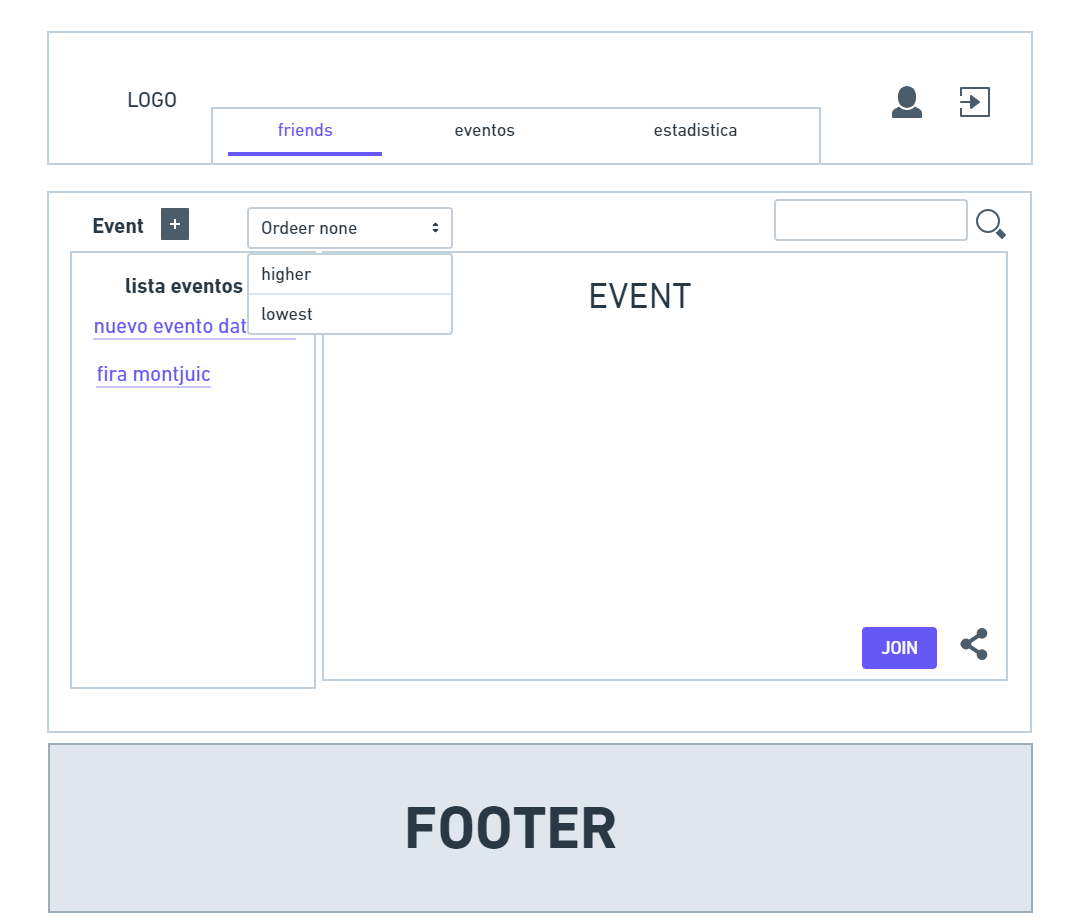 LOGO
friends eventos estadistica
Event +
Ordeer none
higher
lowest
lista eventos
nuevo evento dat
fira montjuic
EVENT
JOIN
FOOTER